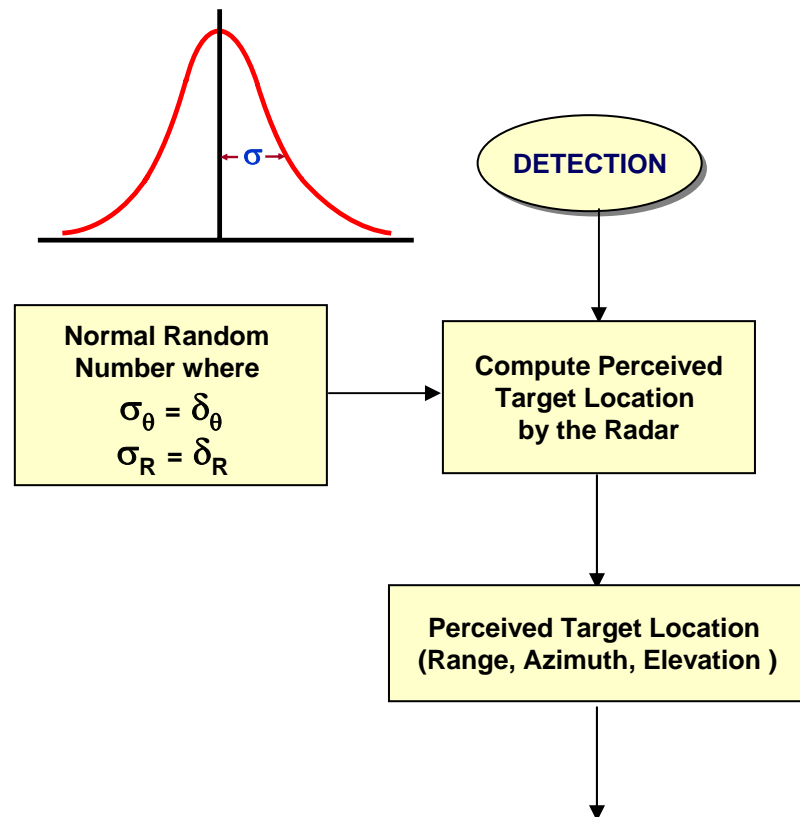 σ
DETECTION
Normal Random
Number where
σθ = δθ
σR = δR
Compute Perceived
Target Location
by the Radar
Perceived Target Location
(Range, Azimuth, Elevation )